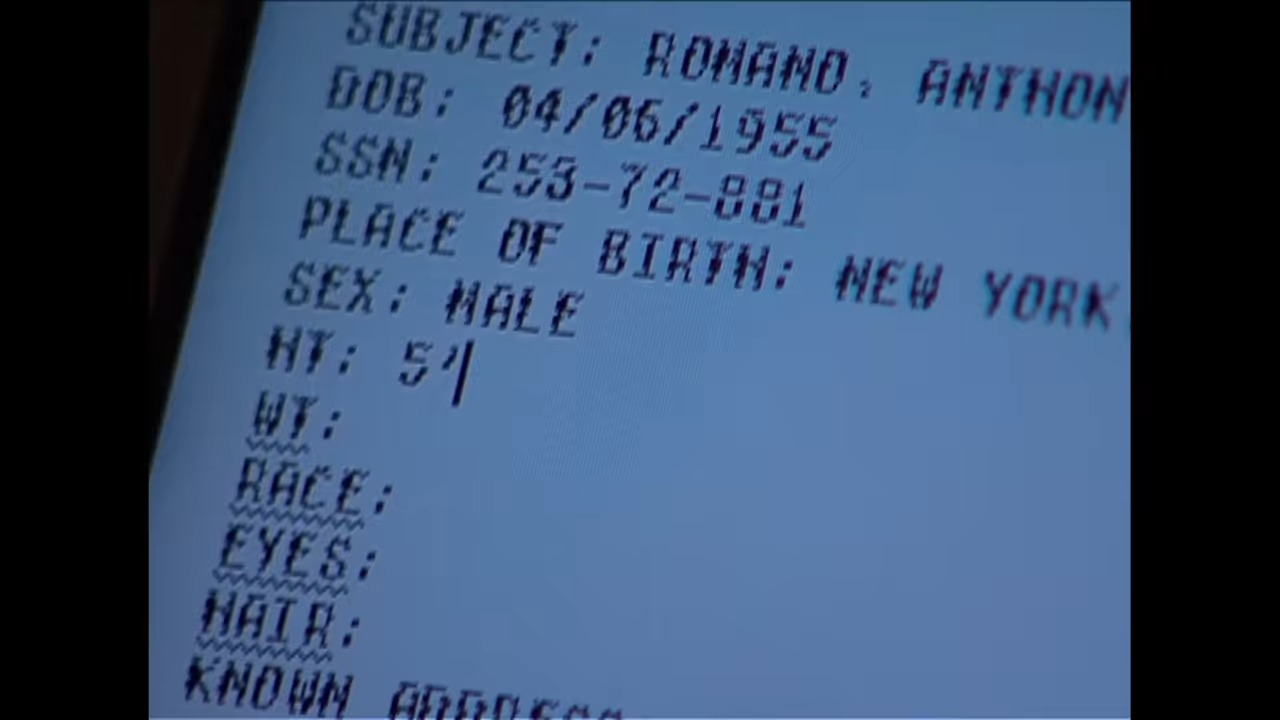 SUBJECT: ROMANO, ANTHON
DOB: 04/06/1955
SSN: 253-72-881
PLACE OF BIRTH: NEW YORK,
SEX: MALE
HT: 5'
WT:
RACE:
EYES:
HAIR:
KNOWN ADDRESS